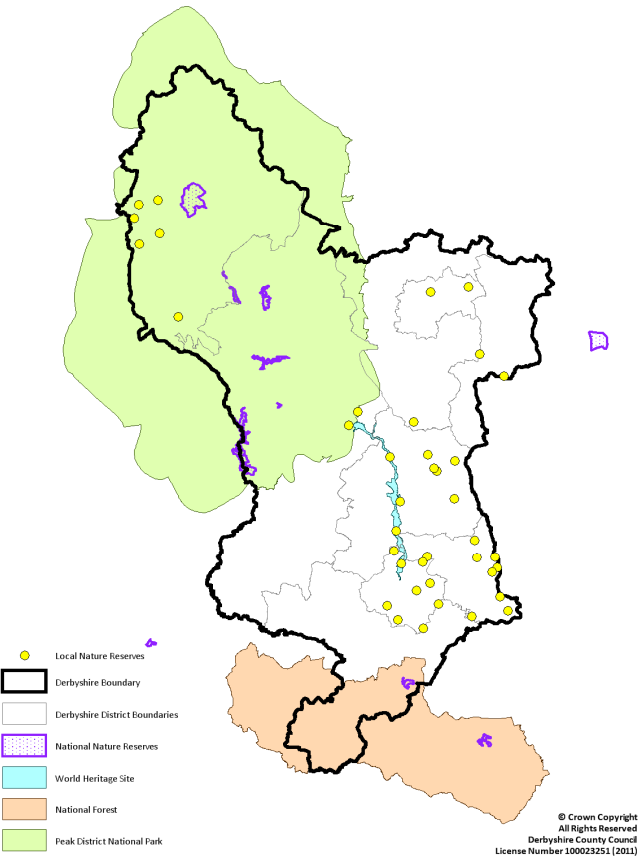 Local Nature Reserves
Derbyshire Boundary
Derbyshire District Boundaries
National Nature Reserves
World Heritage Site
National Forest
Peak District National Park
© Crown Copyright
All Rights Reserved
Derbyshire County Council
License Number 100023251 (2011)